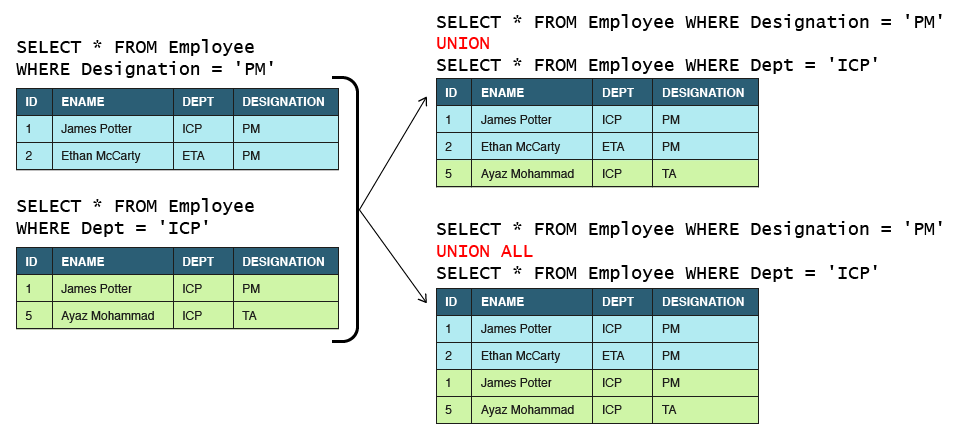 SELECT * FROM Employee
WHERE Designation = 'PM'
ID ENAME DEPT DESIGNATION
1 James Potter ICP PM
2 Ethan McCarty ETA PM
SELECT * FROM Employee
WHERE Dept = 'ICP'
ID ENAME DEPT DESIGNATION
1 James Potter ICP PM
5 Ayaz Mohammad ICP TA
SELECT * FROM Employee WHERE Designation = 'PM'
UNION
SELECT * FROM Employee WHERE Dept = 'ICP'
ID ENAME DEPT DESIGNATION
1 James Potter ICP PM
2 Ethan McCarty ETA PM
5 Ayaz Mohammad ICP TA
SELECT * FROM Employee WHERE Designation = 'PM'
UNION ALL
SELECT * FROM Employee WHERE Dept = 'ICP'
ID ENAME DEPT DESIGNATION
1 James Potter ICP PM
2 Ethan McCarty ETA PM
1 James Potter ICP PM
5 Ayaz Mohammad ICP TA